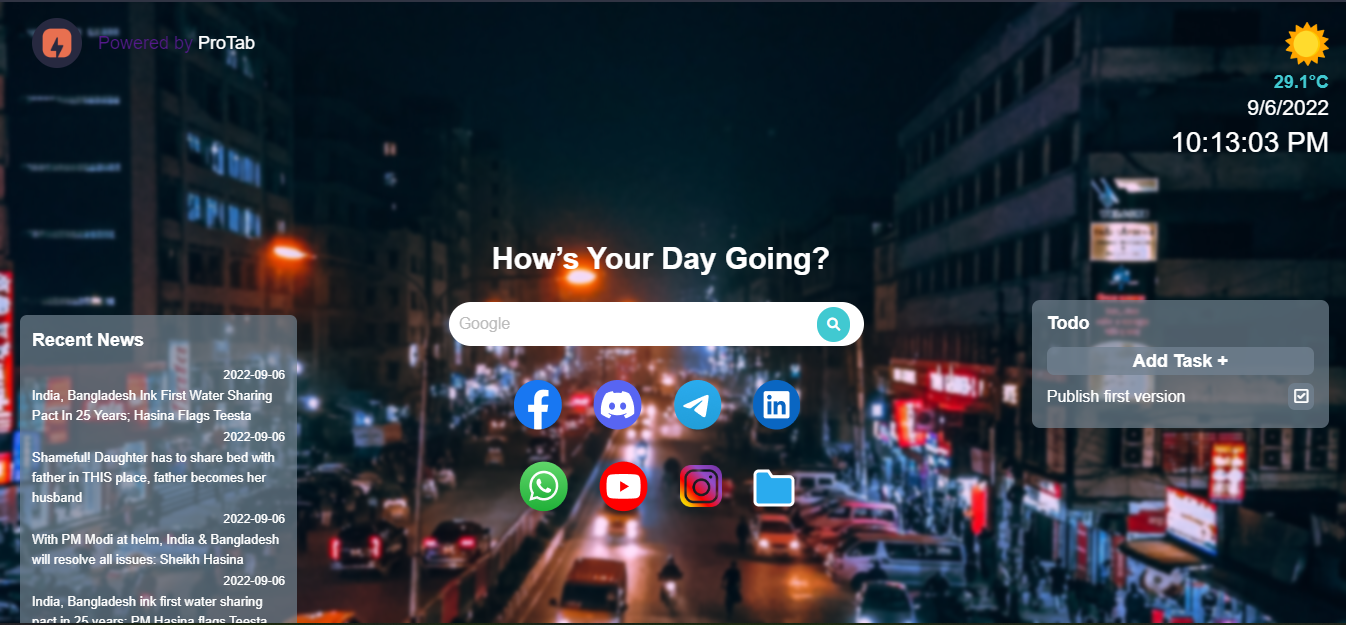 Powered by ProTab
29.1°C
9/6/2022
10:13:03 PM
How’s Your Day Going?
Google
Recent News
2022-09-06
India, Bangladesh Ink First Water Sharing
Pact In 25 Years; Hasina Flags Teesta
2022-09-06
Shameful! Daughter has to share bed with
father in THIS place, father becomes her
husband
2022-09-06
With PM Modi at helm, India & Bangladesh
will resolve all issues: Sheikh Hasina
2022-09-06
India, Bangladesh ink first water sharing
pact in 25 years; PM Hasina flags Teesta
Todo
Add Task +
Publish first version
in